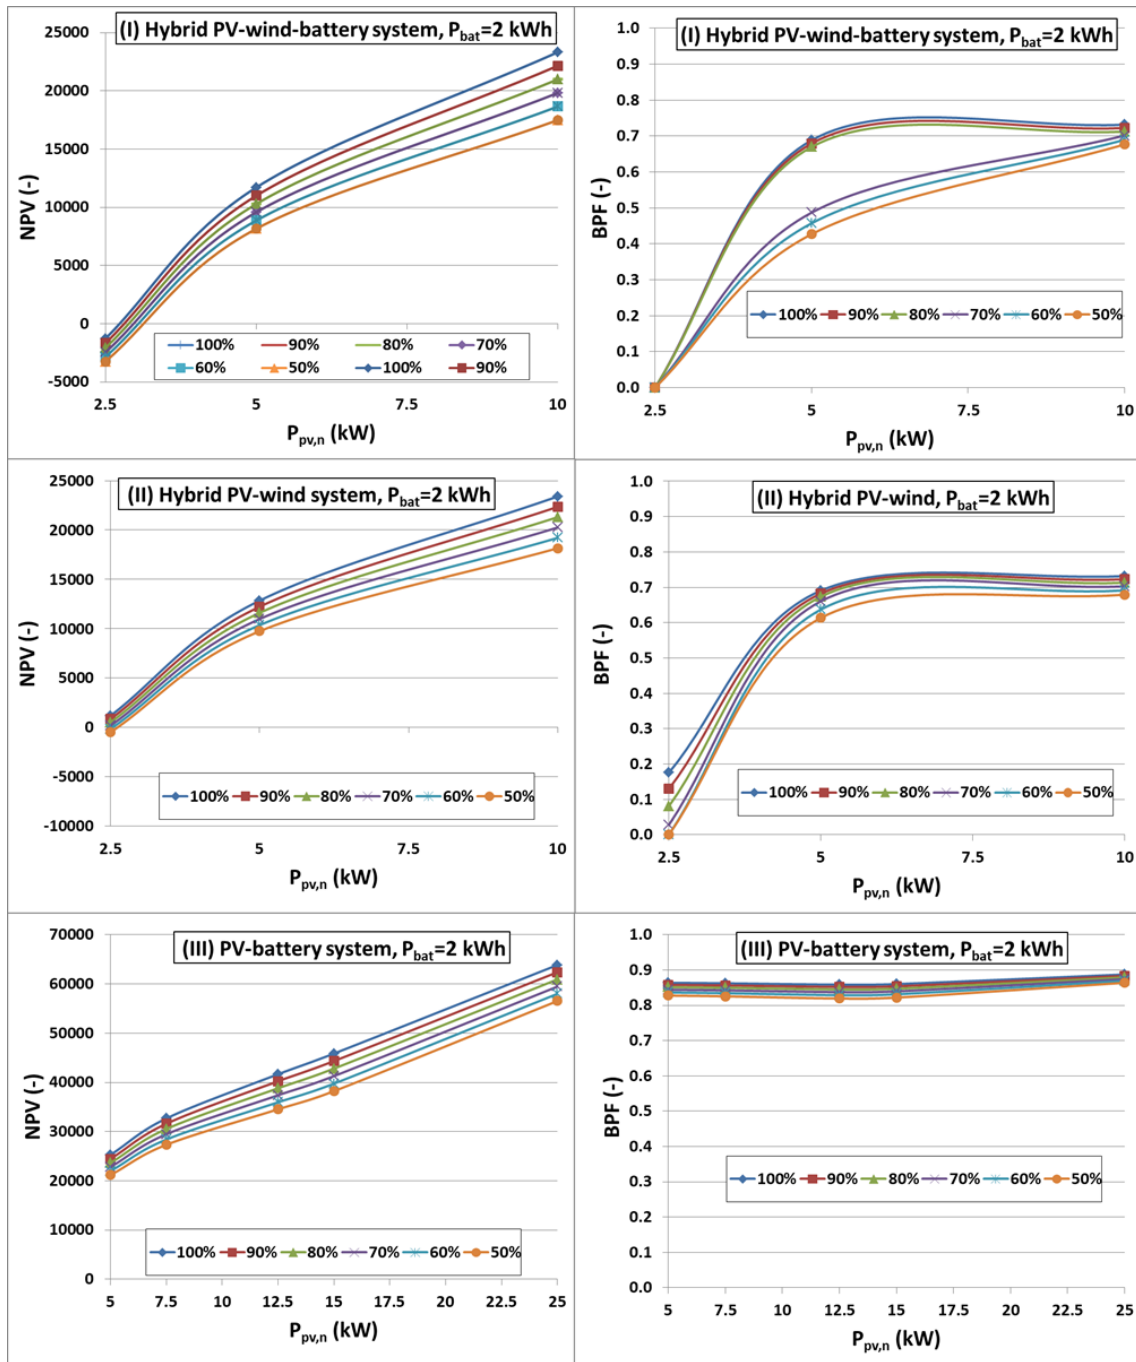 (I) Hybrid PV-wind-battery system, Pbat=2 kWh
NPV (-)
25000
20000
15000
10000
5000
0
-5000
100% 90% 80% 70%
60% 50% 100% 90%
2.5 5 7.5 10
Ppv,n (kW)
(I) Hybrid PV-wind-battery system, Pbat=2 kWh
BPF (-)
1.0
0.9
0.8
0.7
0.6
0.5
0.4
0.3
0.2
0.1
0.0
100% 90% 80% 70% 60% 50%
2.5 5 7.5 10
Ppv,n (kW)
(II) Hybrid PV-wind system, Pbat=2 kWh
NPV (-)
25000
20000
15000
10000
5000
0
-5000
-10000
100% 90% 80% 70% 60% 50%
2.5 5 7.5 10
Ppv,n (kW)
(II) Hybrid PV-wind, Pbat=2 kWh
BPF (-)
1.0
0.9
0.8
0.7
0.6
0.5
0.4
0.3
0.2
0.1
0.0
100% 90% 80% 70% 60% 50%
2.5 5 7.5 10
Ppv,n (kW)
(III) PV-battery system, Pbat=2 kWh
NPV (-)
70000
60000
50000
40000
30000
20000
10000
0
100% 90% 80% 70% 60% 50%
5 7.5 10 12.5 15 17.5 20 22.5 25
Ppv,n (kW)
(III) PV-battery system, Pbat=2 kWh
BPF (-)
1.0
0.9
0.8
0.7
0.6
0.5
0.4
0.3
0.2
0.1
0.0
100% 90% 80% 70% 60% 50%
5 7.5 10 12.5 15 17.5 20 22.5 25
Ppv,n (kW)